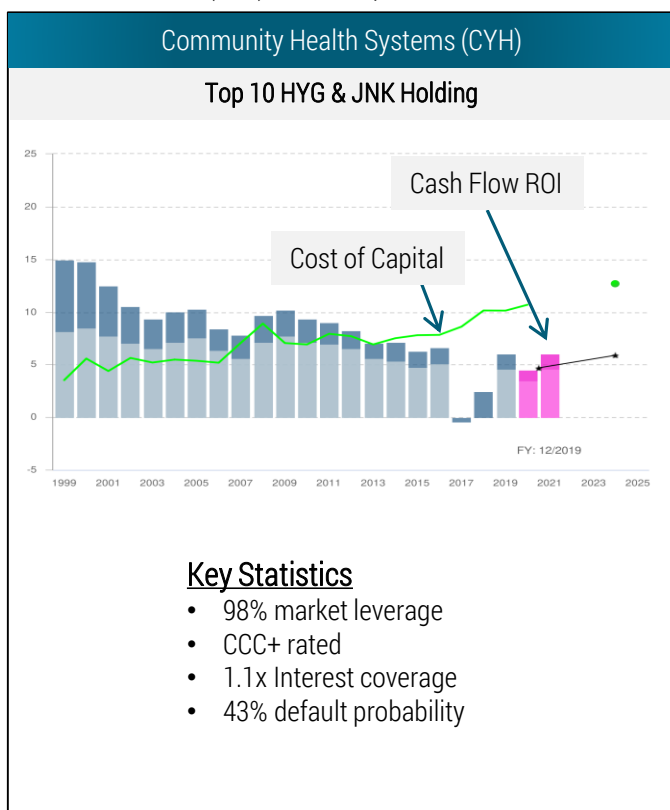 Community Health Systems (CYH)
Top 10 HYG & JNK Holding
25
20
15
10
5
0
-5
Cash Flow ROI
Cost of Capital
FY: 12/2019
1999 2001 2003 2005 2007 2009 2011 2013 2015 2017 2019 2021 2023 2025
Key Statistics
• 98% market leverage
• CCC+ rated
• 1.1x Interest coverage
• 43% default probability